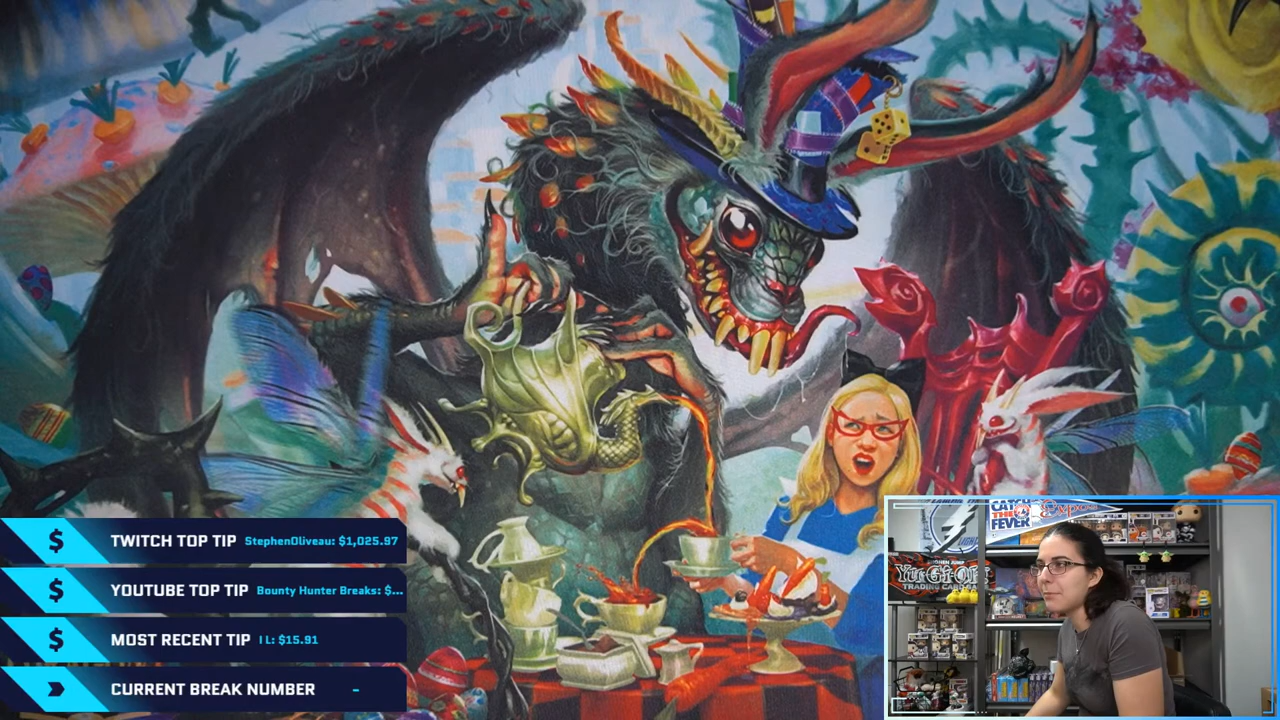 TWITCH TOP TIP StephenOliveau: $1,025.97
YOUTUBE TOP TIP Bounty Hunter Breaks: $...
MOST RECENT TIP I L: $15.91
CURRENT BREAK NUMBER -
CATCH
THE
FEVER
Expos
YU-GI-OH!
TRADING CARD